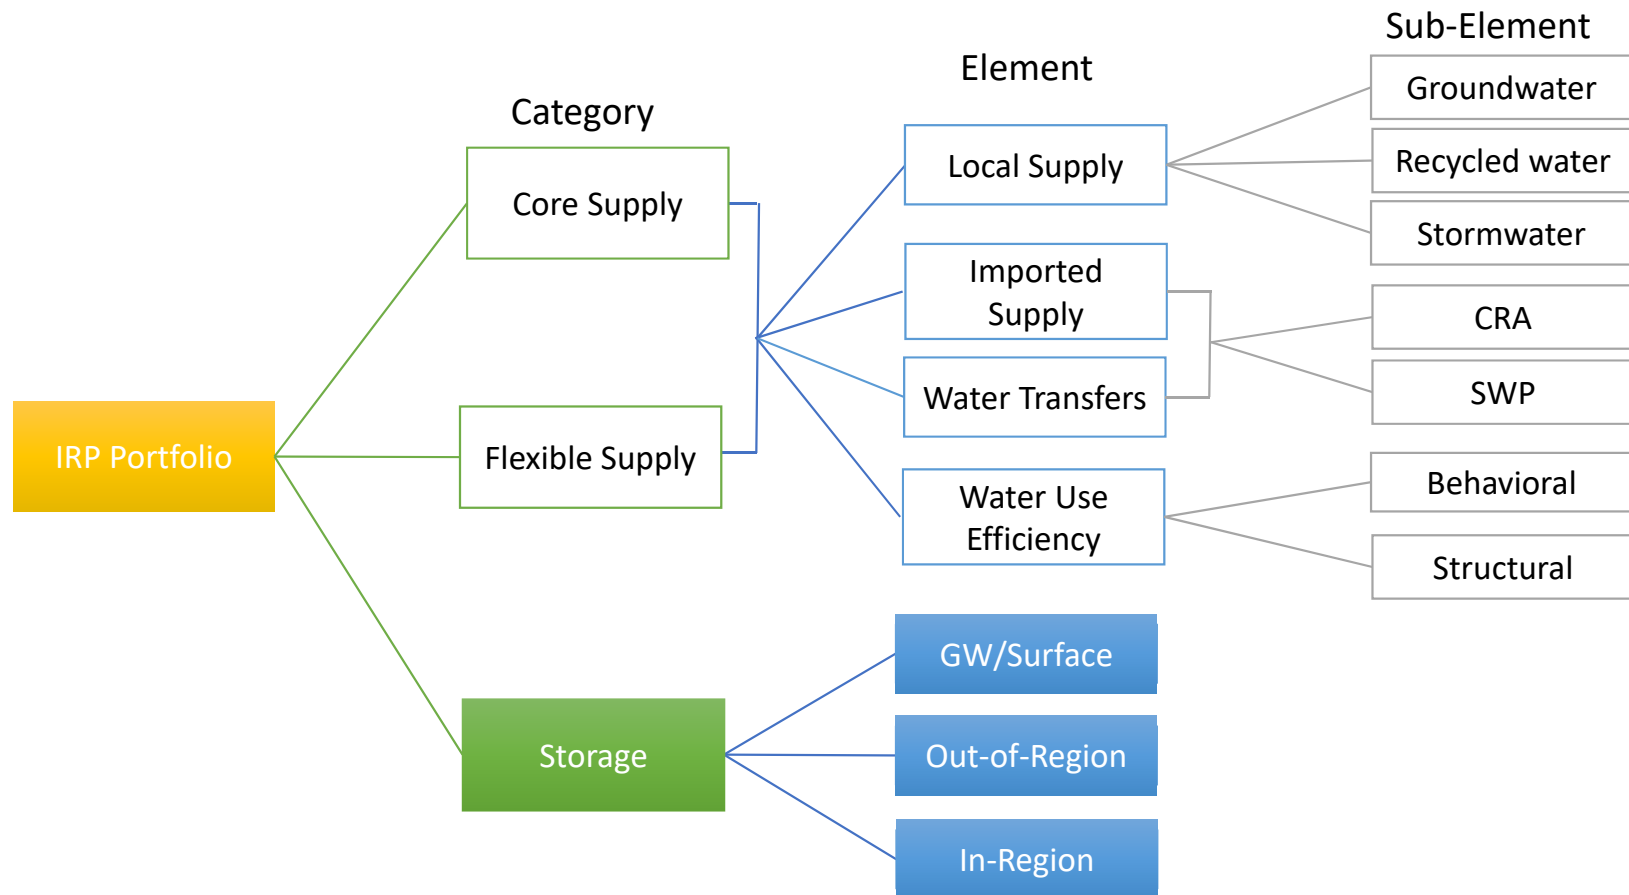 Sub-Element
Element
Category
Groundwater
Recycled water
Stormwater
Local Supply
Core Supply
Imported
Supply
CRA
Water Transfers
SWP
IRP Portfolio
Flexible Supply
Water Use
Efficiency
Behavioral
Structural
GW/Surface
Storage
Out-of-Region
In-Region